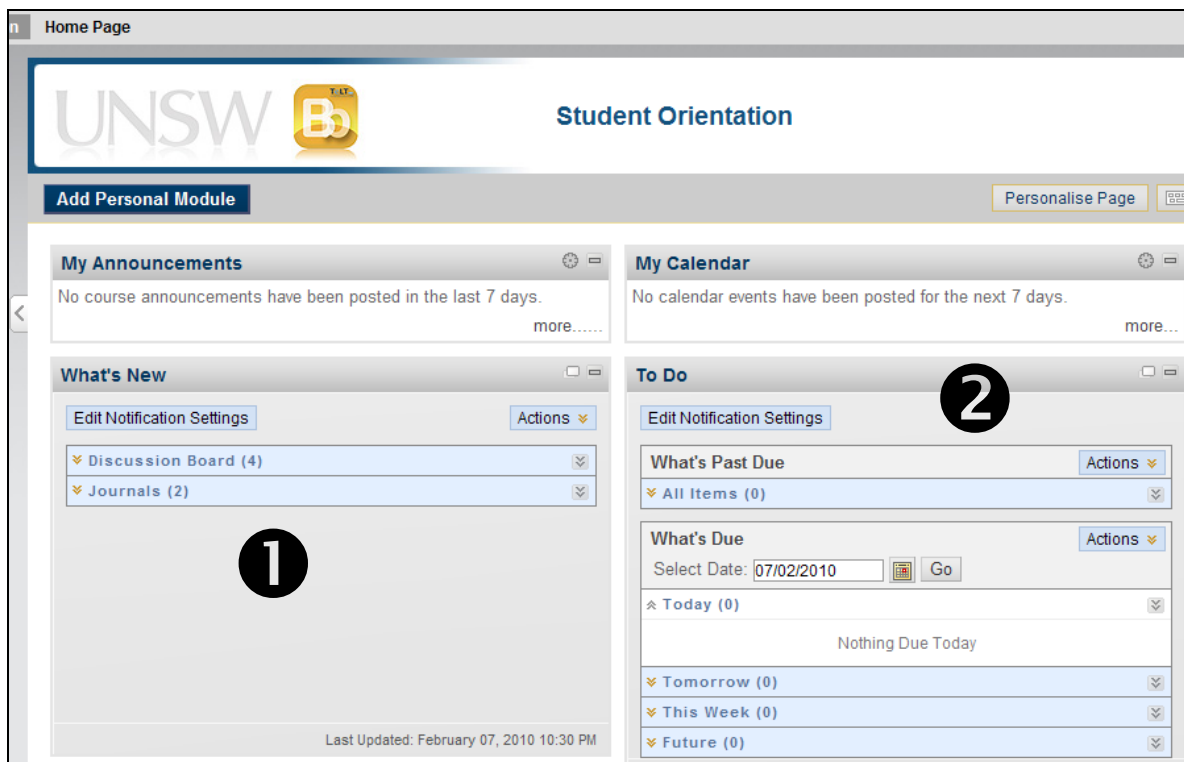 n Home Page
UNSW TELT Bb Student Orientation
Add Personal Module Personalise Page
My Announcements
No course announcements have been posted in the last 7 days.
more......
My Calendar
No calendar events have been posted for the next 7 days.
more...
What's New
Edit Notification Settings Actions
Discussion Board (4)
Journals (2)
1
Last Updated: February 07, 2010 10:30 PM
To Do
2
Edit Notification Settings
What's Past Due Actions
All Items (0)
What's Due Actions
Select Date: 07/02/2010 Go
Today (0)
Nothing Due Today
Tomorrow (0)
This Week (0)
Future (0)